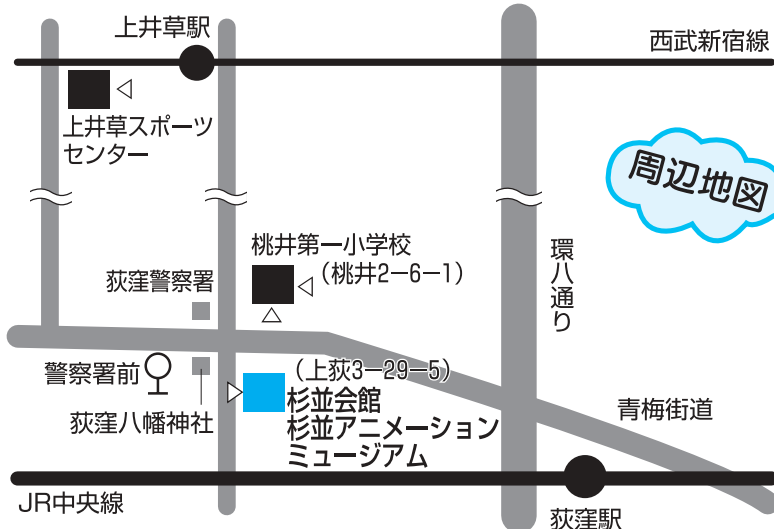 上井草駅
西武新宿線
上井草スポーツ
センター
周辺地図
桃井第一小学校
(桃井2−6−1)
環八通り
荻窪警察署
警察署前
(上荻3−29−5)
杉並会館
杉並アニメーション
ミュージアム
荻窪八幡神社
青梅街道
JR中央線
荻窪駅